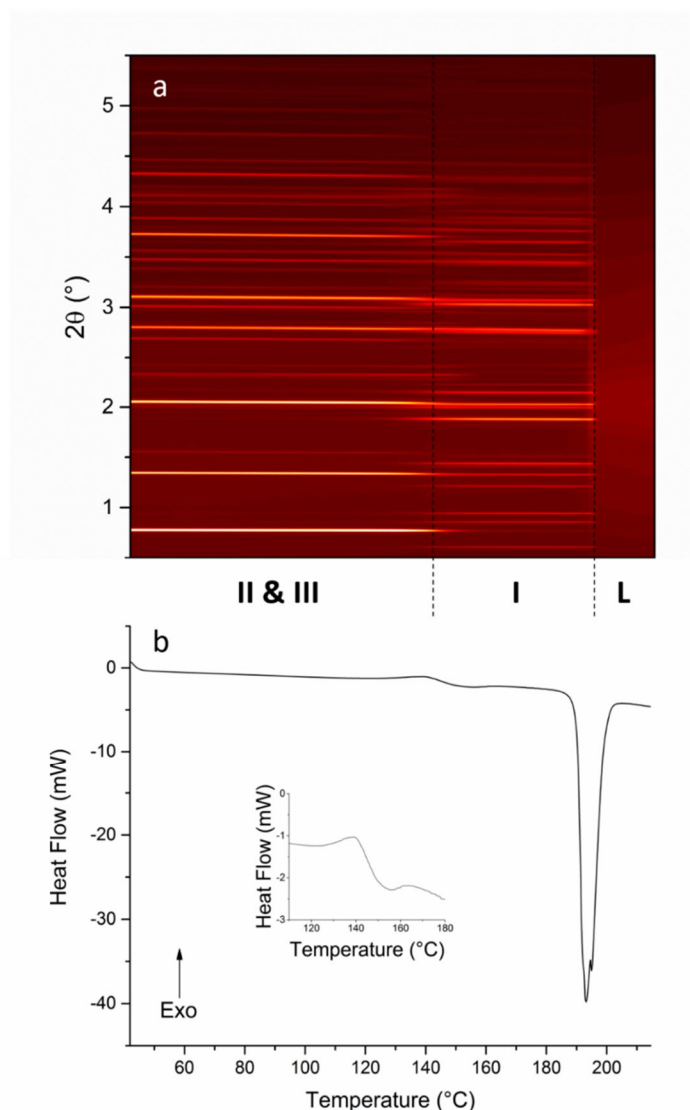 a
5
4
3
2
1
2θ (°)
II & III
I
L
b
0
-10
-20
-30
-40
Heat Flow (mW)
0
-1
-2
-3
Heat Flow (mW)
110 120 140 160 180
Temperature (°C)
Exo
60 80 100 120 140 160 180 200
Temperature (°C)